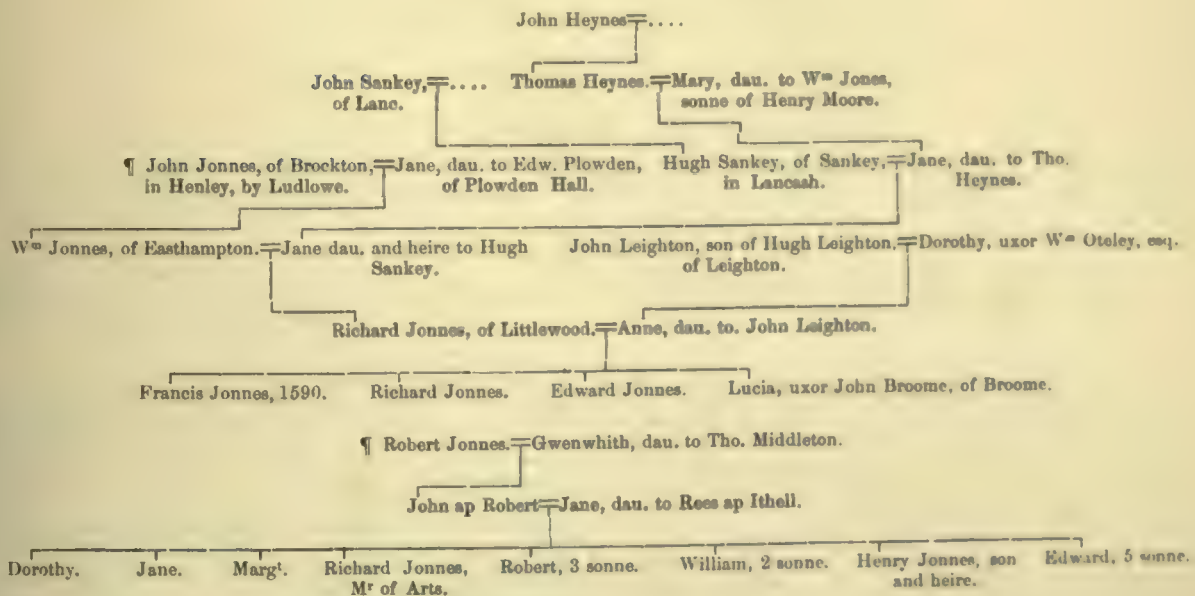 John Heynes=....
John Sankey,=.... Thomas Heynes.=Mary, dau. to Wm Jones,
of Lanc. sonne of Henry Moore.
¶ John Jonnes, of Brockton,=Jane, dau. to Edw. Plowden, Hugh Sankey, of Sankey,=Jane, dau. to Tho.
in Henley, by Ludlowe. of Plowden Hall. in Lancash. Heynes.
Wm Jonnes, of Easthampton.=Jane dau. and heire to Hugh John Leighton, son of Hugh Leighton.=Dorothy, uxor Wm Oteley, esq.
Sankey. of Leighton.
Richard Jonnes, of Littlewood.=Anne, dau. to. John Leighton.
Francis Jonnes, 1590. Richard Jonnes. Edward Jonnes. Lucia, uxor John Broome, of Broome.
¶ Robert Jonnes.=Gwenwhith, dau. to Tho. Middleton.
John ap Robert=Jane, dau. to Rees ap Ithell.
Dorothy. Jane. Margt. Richard Jonnes, Robert, 3 sonne. William, 2 sonne. Henry Jonnes, son Edward, 5 sonne.
Mr of Arts. and heire.